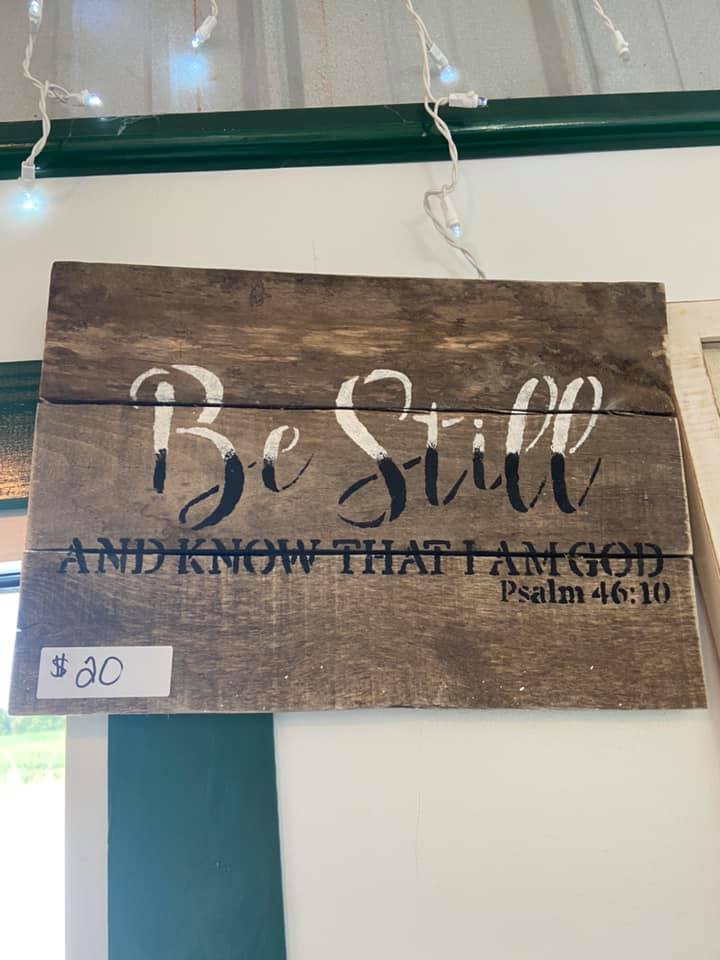 Be Still
AND KNOW THAT I AM GOD
Psalm 46:10
$ 20